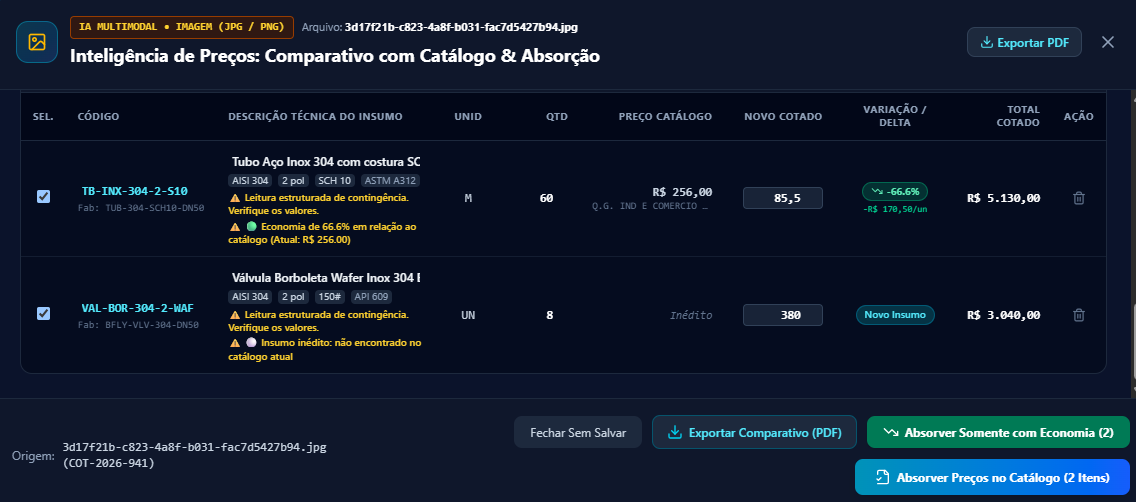 IA MULTIMODAL • IMAGEM (JPG / PNG) Arquivo: 3d17f21b-c823-4a8f-b031-fac7d5427b94.jpg
Inteligência de Preços: Comparativo com Catálogo & Absorção
Exportar PDF
SEL. CÓDIGO DESCRIÇÃO TÉCNICA DO INSUMO UNID QTD PREÇO CATÁLOGO NOVO COTADO VARIAÇÃO / DELTA TOTAL COTADO AÇÃO
TB-INX-304-2-S10
Fab: TUB-304-SCH10-DN50
Tubo Aço Inox 304 com costura SC
AISI 304 2 pol SCH 10 ASTM A312
Leitura estruturada de contingência.
Verifique os valores.
Economia de 66.6% em relação ao
catálogo (Atual: R$ 256.00)
M
60
R$ 256,00
Q.G. IND E COMERCIO …
85,5
-66.6%
-R$ 170,50/un
R$ 5.130,00
VAL-BOR-304-2-WAF
Fab: BFLY-VLV-304-DN50
Válvula Borboleta Wafer Inox 304 E
AISI 304 2 pol 150# API 609
Leitura estruturada de contingência.
Verifique os valores.
Insumo inédito: não encontrado no
catálogo atual
UN
8
Inédito
380
Novo Insumo
R$ 3.040,00
Origem: 3d17f21b-c823-4a8f-b031-fac7d5427b94.jpg
(COT-2026-941)
Fechar Sem Salvar
Exportar Comparativo (PDF)
Absorver Somente com Economia (2)
Absorver Preços no Catálogo (2 Itens)